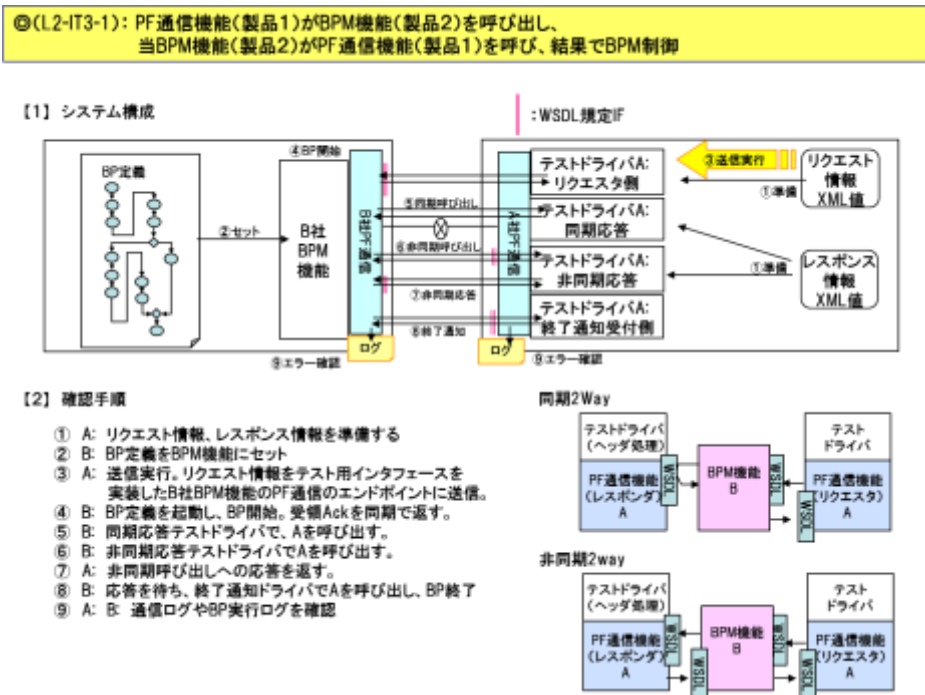 ◎(L2-IT3-1): PF通信機能(製品1)がBPM機能(製品2)を呼び出し、
当BPM機能(製品2)がPF通信機能(製品1)を呼び、結果でBPM制御
【1】 システム構成
:WSDL規定IF
④BP開始
BP定義
②セット
B社
BPM
機能
B社PF通信
⑤同期呼び出し
⑥非同期呼び出し
⑦非同期応答
⑧終了通知
A社PF通信
テストドライバA:
リクエスタ側
テストドライバA:
同期応答
テストドライバA:
非同期応答
テストドライバA:
終了通知受付側
③送信実行
①準備
リクエスト
情報
XML値
①準備
レスポンス
情報
XML値
ログ
ログ
⑨エラー確認
⑨エラー確認
【2】 確認手順
① A: リクエスト情報、レスポンス情報を準備する
② B: BP定義をBPM機能にセット
③ A: 送信実行。リクエスト情報をテスト用インタフェースを
実装したB社BPM機能のPF通信のエンドポイントに送信。
④ B: BP定義を起動し、BP開始。受領Ackを同期で返す。
⑤ B: 同期応答テストドライバで、Aを呼び出す。
⑥ B: 非同期応答テストドライバでAを呼び出す。
⑦ A: 非同期呼び出しへの応答を返す。
⑧ B: 応答を待ち、終了通知ドライバでAを呼び出し、BP終了
⑨ A: B: 通信ログやBP実行ログを確認
同期2Way
テストドライバ
(ヘッダ処理)
PF通信機能
(レスポンダ)
A
WSDL
BPM機能
B
WSDL
WSDL
テスト
ドライバ
PF通信機能
(リクエスタ)
A
非同期2way
テストドライバ
(ヘッダ処理)
PF通信機能
(レスポンダ)
A
WSDL
WSDL
BPM機能
B
WSDL
WSDL
テスト
ドライバ
PF通信機能
(リクエスタ)
A